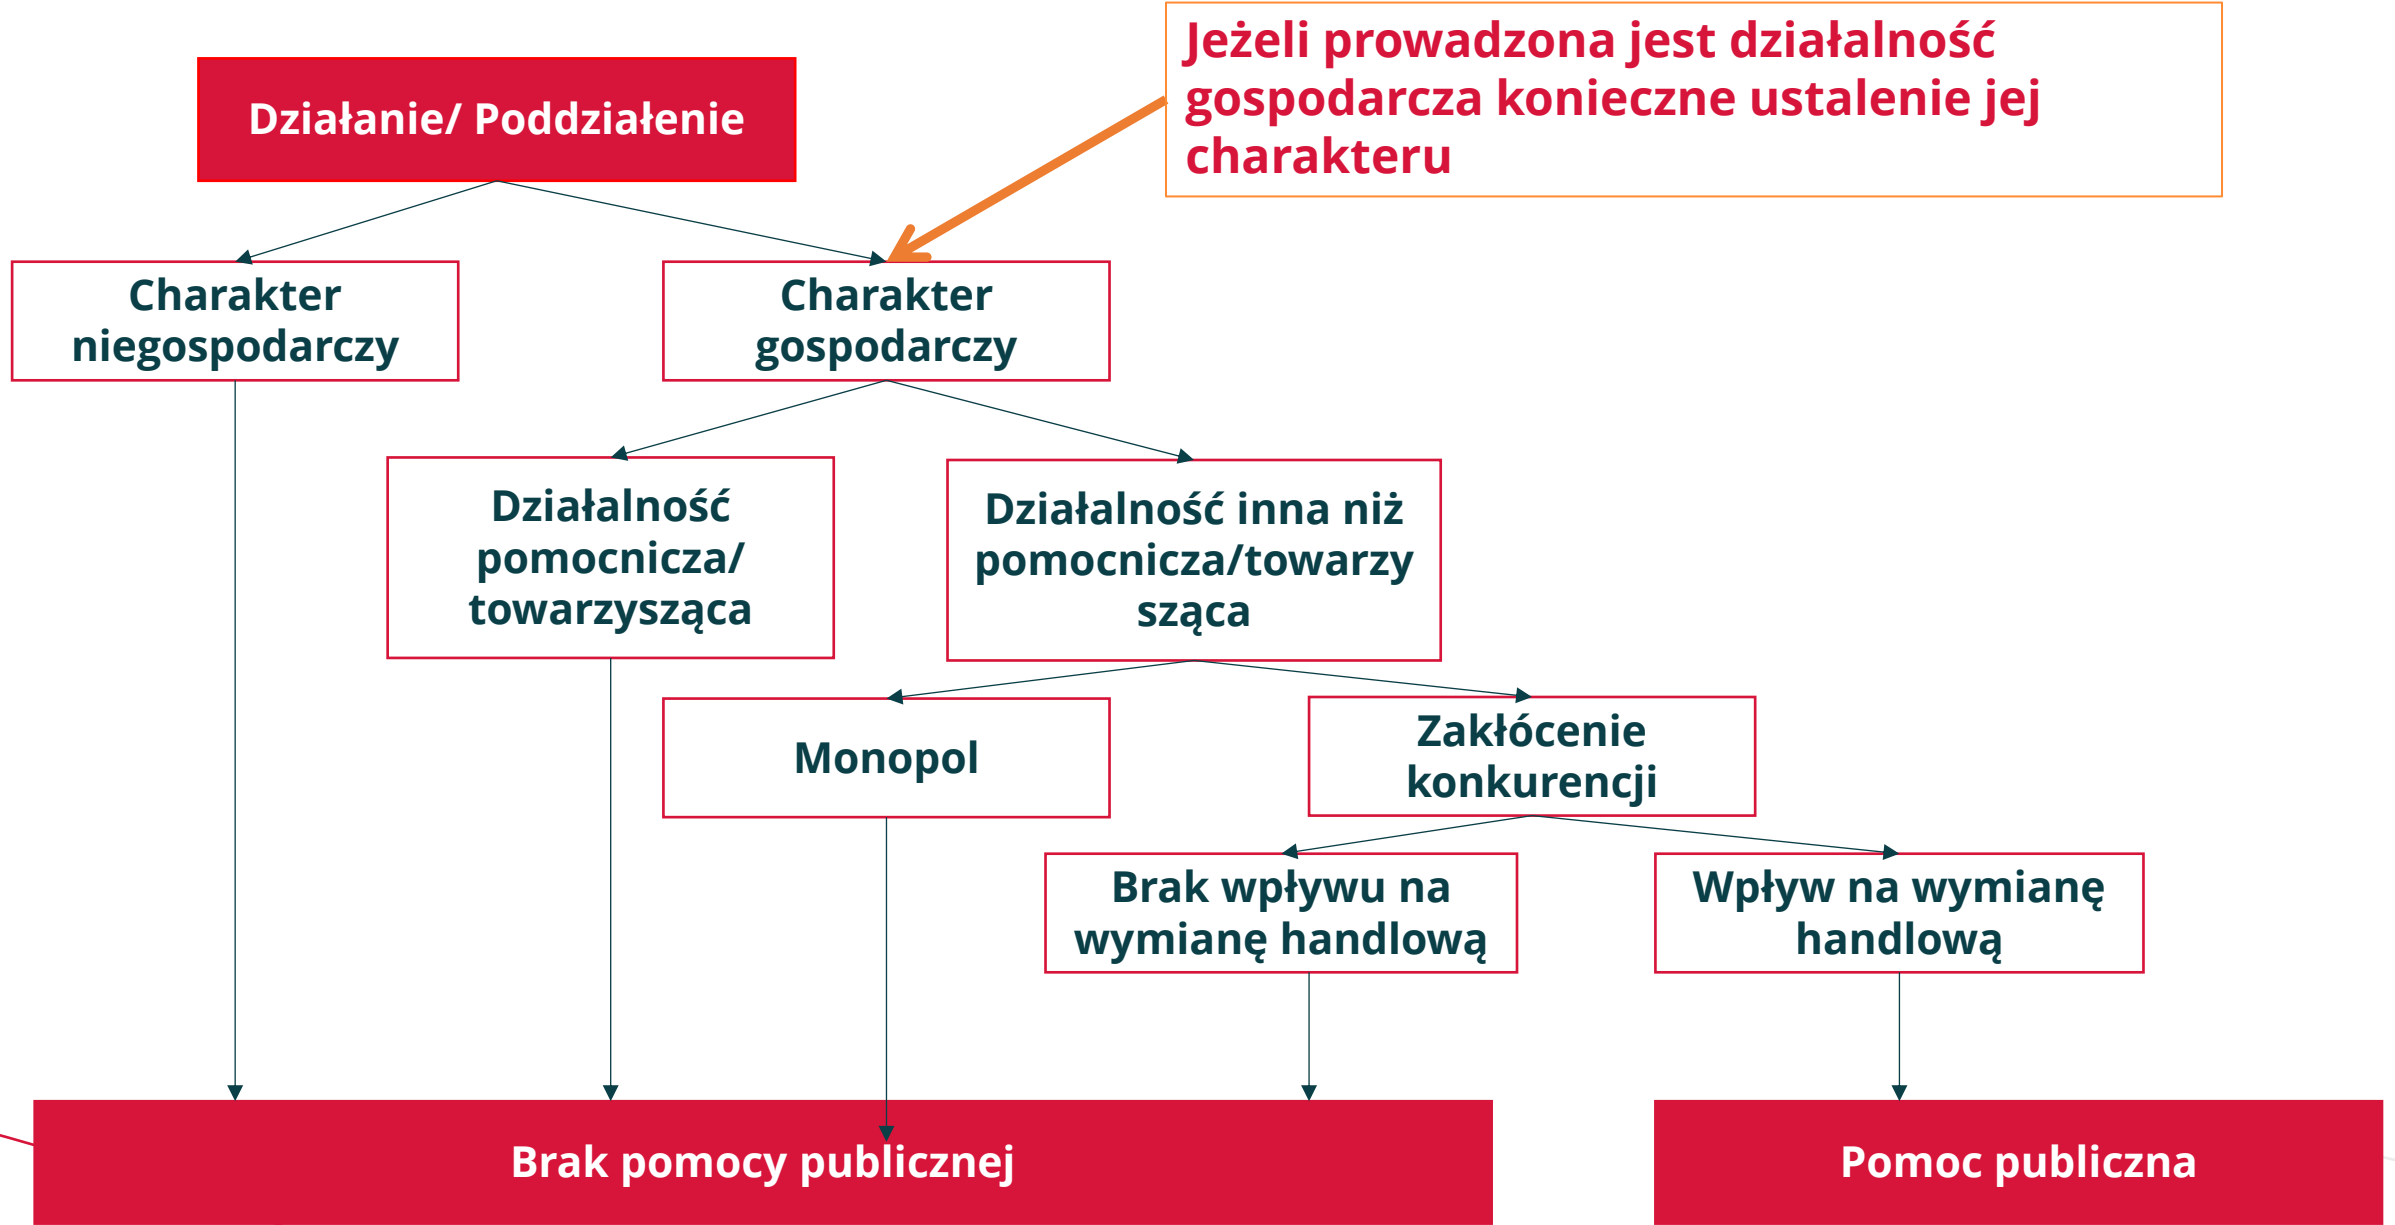 Jeżeli prowadzona jest działalność
gospodarcza konieczne ustalenie jej
charakteru
Działanie/ Poddziałenie
Charakter
niegospodarczy
Charakter
gospodarczy
Działalność
pomocnicza/
towarzysząca
Działalność inna niż
pomocnicza/towarzy
sząca
Monopol
Zakłócenie
konkurencji
Brak wpływu na
wymianę handlową
Wpływ na wymianę
handlową
Brak pomocy publicznej
Pomoc publiczna